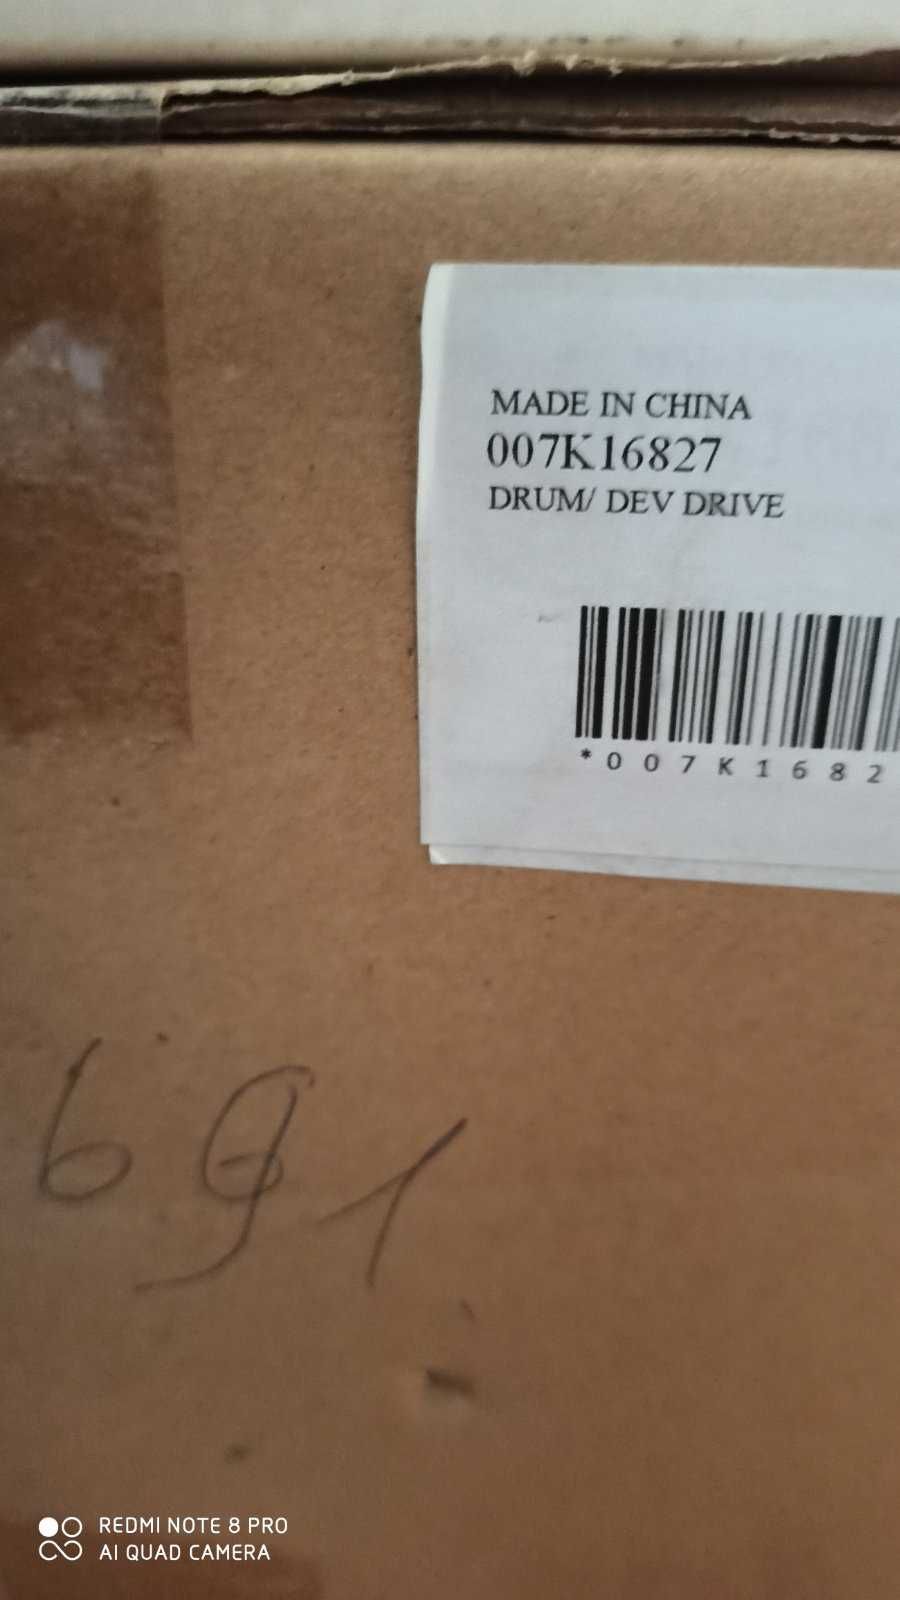 MADE IN CHINA
007K16827
DRUM/ DEV DRIVE
*007K1682
691
REDMI NOTE 8 PRO
AI QUAD CAMERA